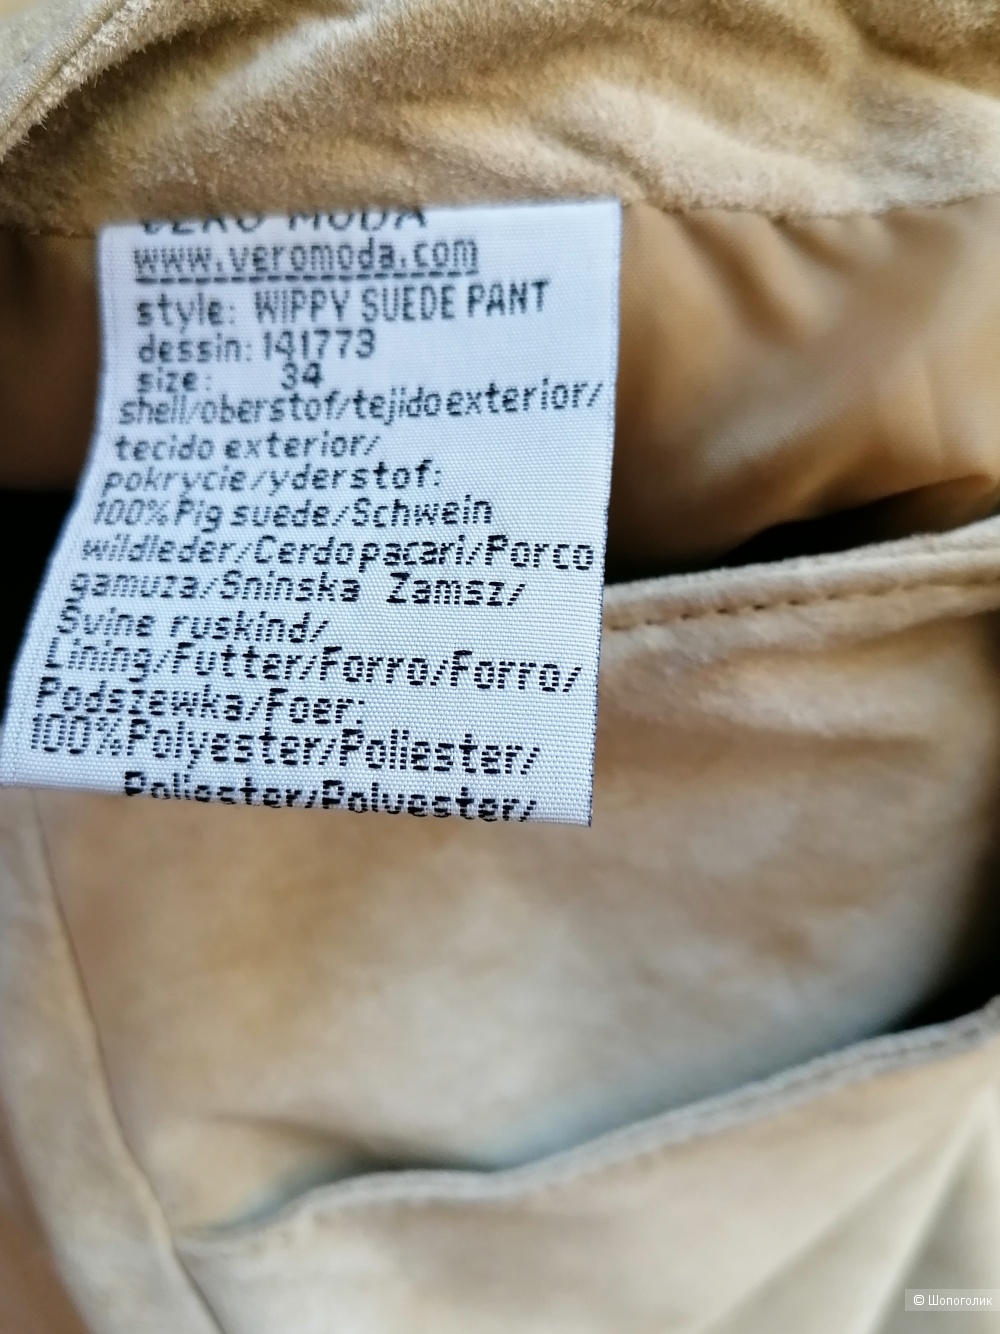 VERO MODA
www.veromoda.com
style: WIPPY SUEDE PANT
dessin: 141773
size: 34
shell/oberstof/tejido exterior/
tecido exterior/
pokrycie/yderstof:
100% Pig suede/Schwein
wildleder/Cerdo pacari/Porco
gamuza/Sninska Zamsz/
Svine ruskind/
Lining/Futter/Forro/Forro/
Podszewka/Foer:
100% Polyester/Poliester/
Poliester/Polyester/
© Шопоголик